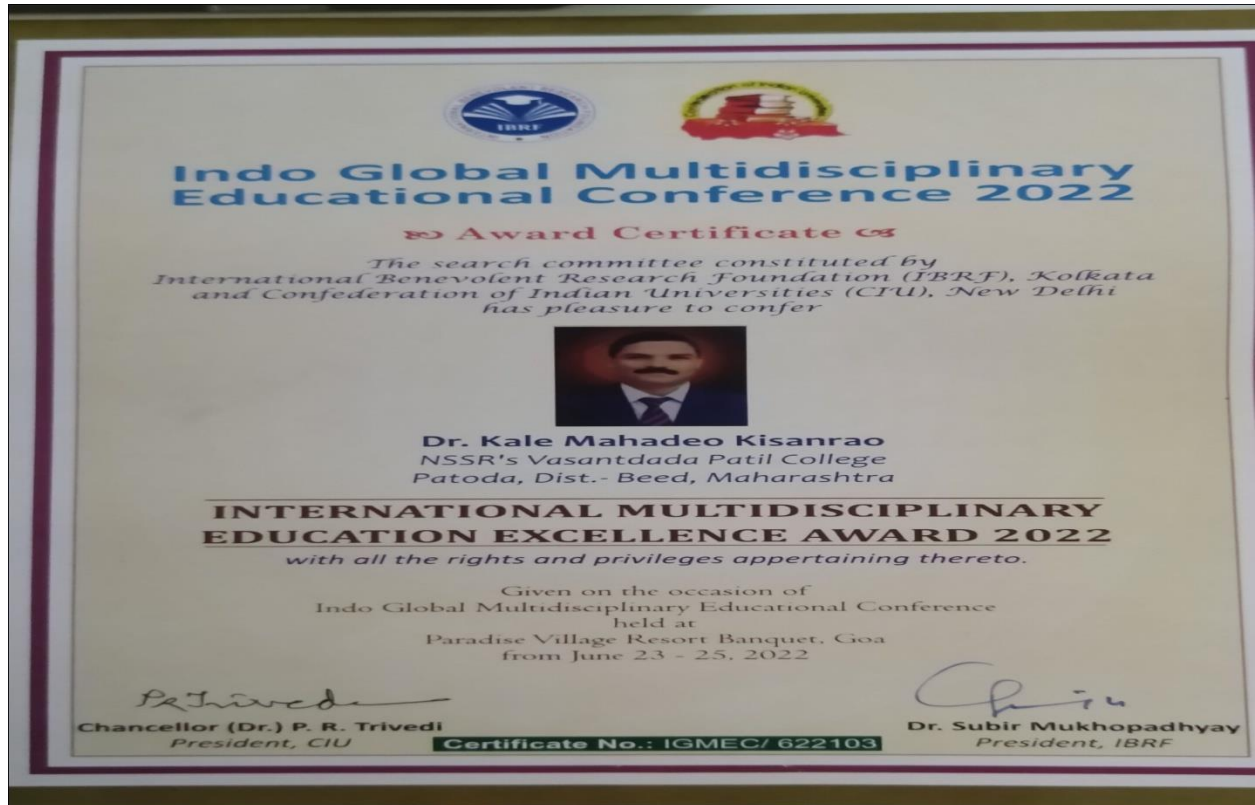 IBRF
Indo Global Multidisciplinary
Educational Conference 2022
Award Certificate
The search committee constituted by
International Benevolent Research Foundation (IBRF), Kolkata
and Confederation of Indian Universities (CIU), New Delhi
has pleasure to confer
Dr. Kale Mahadeo Kisanrao
NSSR's Vasantdada Patil College
Patoda, Dist.- Beed, Maharashtra
INTERNATIONAL MULTIDISCIPLINARY
EDUCATION EXCELLENCE AWARD 2022
with all the rights and privileges appertaining thereto.
Given on the occasion of
Indo Global Multidisciplinary Educational Conference
held at
Paradise Village Resort Banquet, Goa
from June 23 - 25, 2022
PRTrivedi
Chancellor (Dr.) P. R. Trivedi
President, CIU
Certificate No.: IGMEC/ 622103
Dr. Subir Mukhopadhyay
President, IBRF